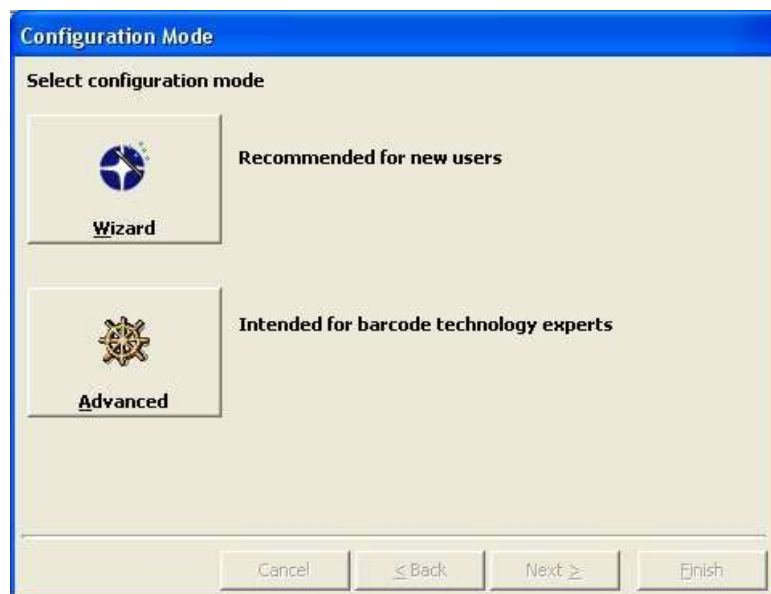 Configuration Mode
Select configuration mode
Recommended for new users
Wizard
Intended for barcode technology experts
Advanced
Cancel
< Back
Next >
Finish